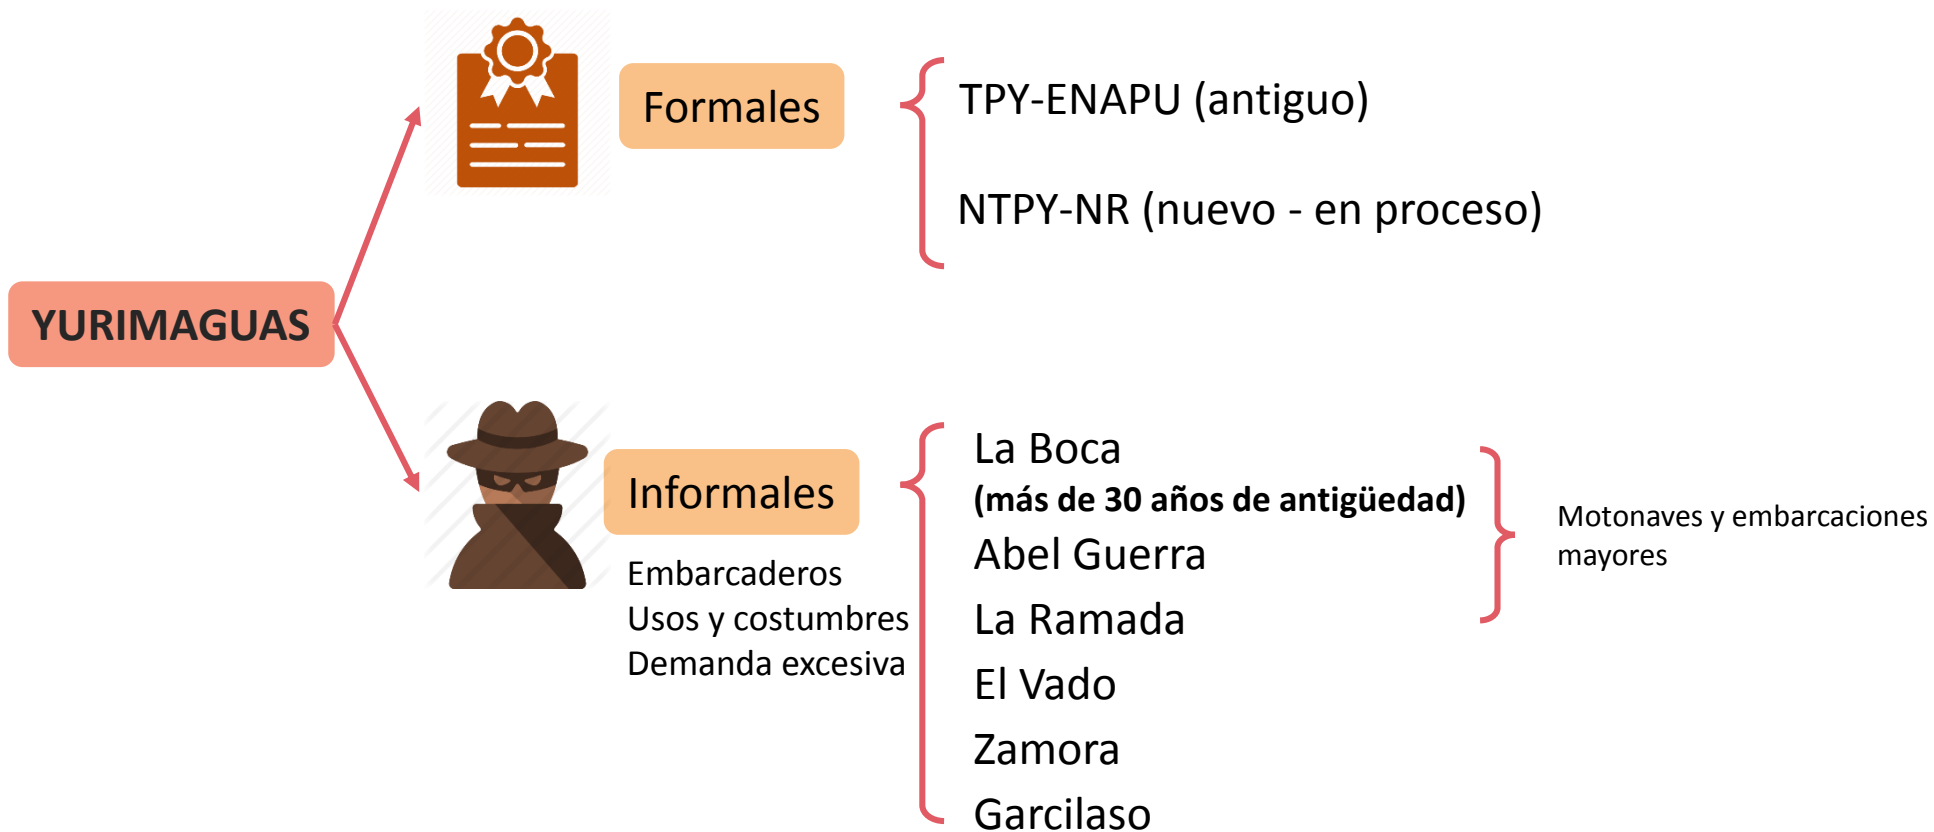 Formales
TPY-ENAPU (antiguo)
NTPY-NR (nuevo - en proceso)
YURIMAGUAS
Informales
Embarcaderos
Usos y costumbres
Demanda excesiva
La Boca
(más de 30 años de antigüedad)
Abel Guerra
La Ramada
El Vado
Zamora
Garcilaso
Motonaves y embarcaciones
mayores